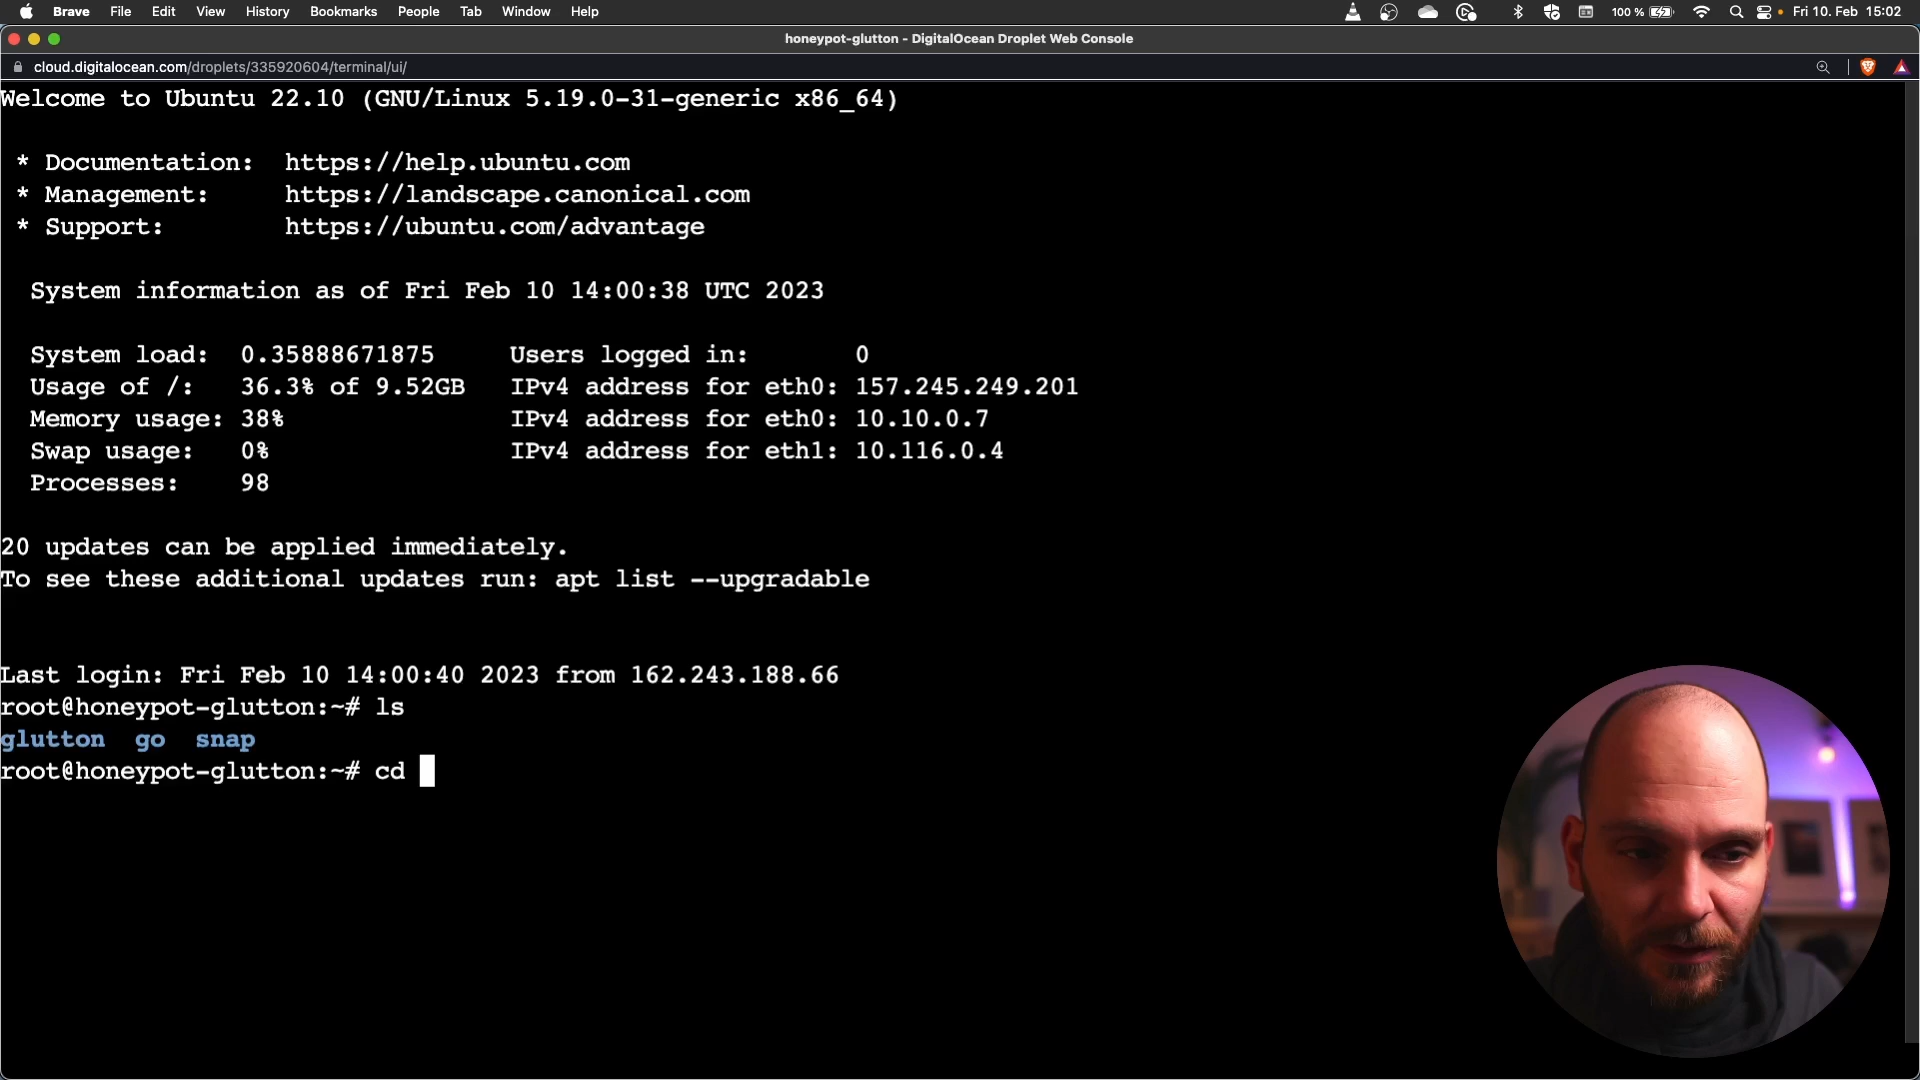 Brave File Edit View History Bookmarks People Tab Window Help 100 % Fri 10. Feb 15:02
honeypot-glutton - DigitalOcean Droplet Web Console
cloud.digitalocean.com/droplets/335920604/terminal/ui/
Welcome to Ubuntu 22.10 (GNU/Linux 5.19.0-31-generic x86_64)
* Documentation: https://help.ubuntu.com
* Management: https://landscape.canonical.com
* Support: https://ubuntu.com/advantage
System information as of Fri Feb 10 14:00:38 UTC 2023
System load: 0.35888671875 Users logged in: 0
Usage of /: 36.3% of 9.52GB IPv4 address for eth0: 157.245.249.201
Memory usage: 38% IPv4 address for eth0: 10.10.0.7
Swap usage: 0% IPv4 address for eth1: 10.116.0.4
Processes: 98
20 updates can be applied immediately.
To see these additional updates run: apt list --upgradable
Last login: Fri Feb 10 14:00:40 2023 from 162.243.188.66
root@honeypot-glutton:~# ls
glutton go snap
root@honeypot-glutton:~# cd